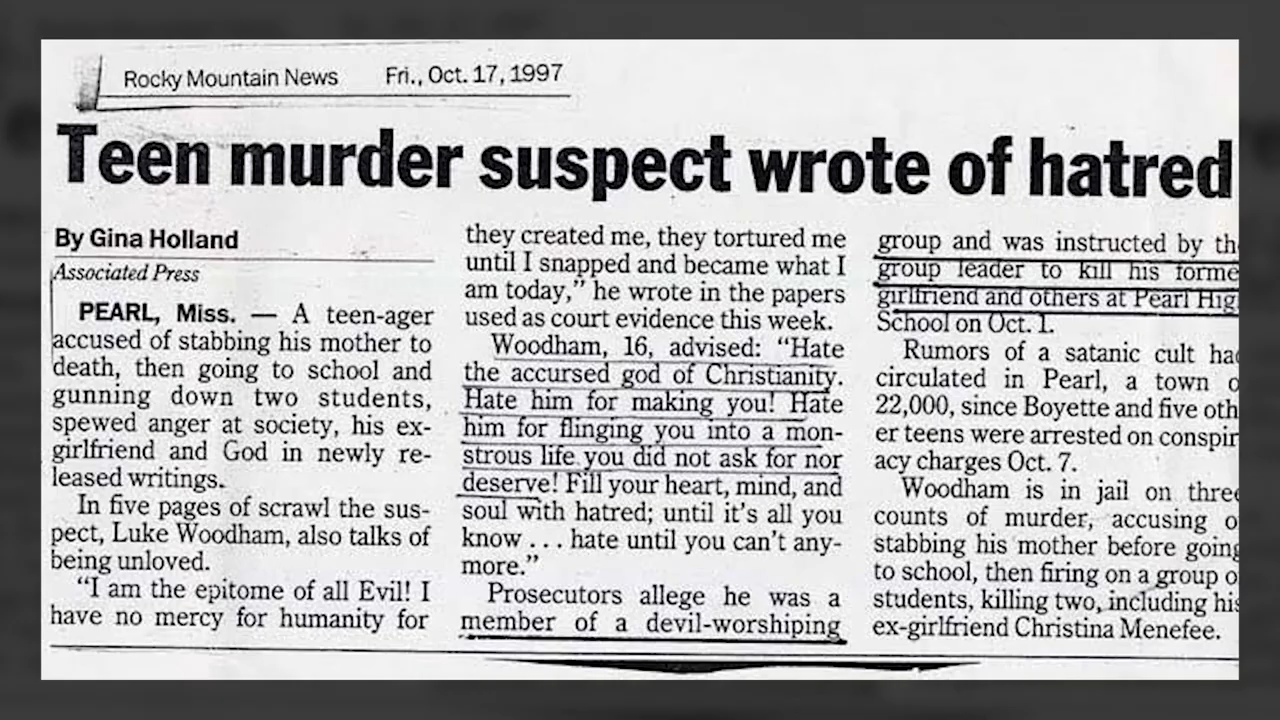 Rocky Mountain News Fri., Oct. 17, 1997
Teen murder suspect wrote of hatred
By Gina Holland
Associated Press
PEARL, Miss. — A teen-ager
accused of stabbing his mother to
death, then going to school and
gunning down two students,
spewed anger at society, his ex-
girlfriend and God in newly re-
leased writings.
In five pages of scrawl the sus-
pect, Luke Woodham, also talks of
being unloved.
“I am the epitome of all Evil! I
have no mercy for humanity for
they created me, they tortured me
until I snapped and became what I
am today,” he wrote in the papers
used as court evidence this week.
Woodham, 16, advised: “Hate
the accursed god of Christianity.
Hate him for making you! Hate
him for flinging you into a mon-
strous life you did not ask for nor
deserve! Fill your heart, mind, and
soul with hatred; until it’s all you
know . . . hate until you can’t any-
more.”
Prosecutors allege he was a
member of a devil-worshiping
group and was instructed by th
group leader to kill his forme
girlfriend and others at Pearl Hig
School on Oct. 1.
Rumors of a satanic cult ha
circulated in Pearl, a town o
22,000, since Boyette and five oth
er teens were arrested on conspir
acy charges Oct. 7.
Woodham is in jail on three
counts of murder, accusing o
stabbing his mother before going
to school, then firing on a group o
students, killing two, including his
ex-girlfriend Christina Menefee.